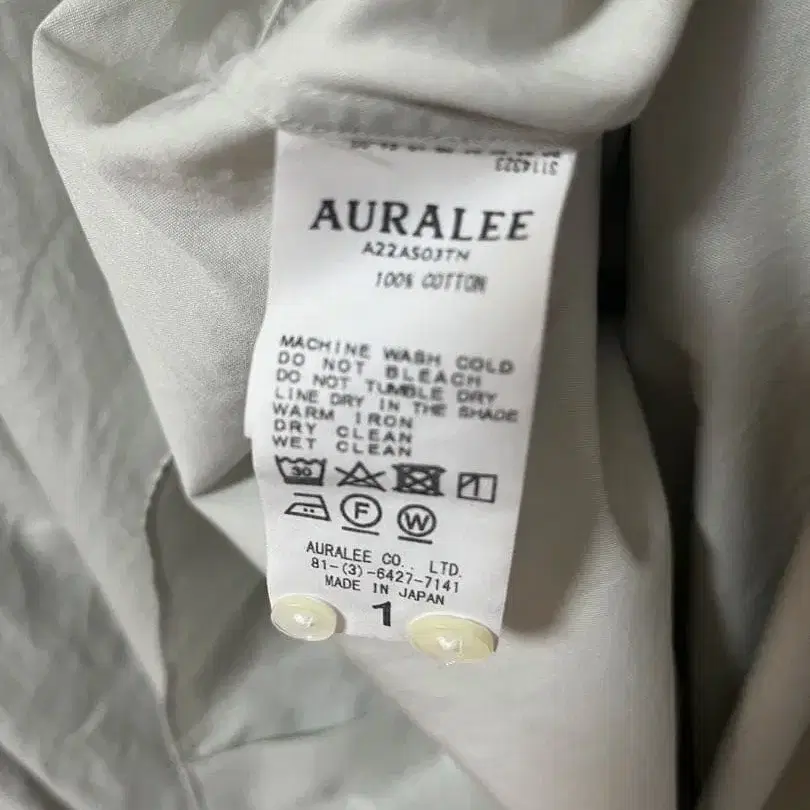 AURALEE
A22AS03TN
100% COTTON
MACHINE WASH COLD
DO NOT BLEACH
DO NOT TUMBLE DRY
LINE DRY IN THE SHADE
WARM IRON
DRY CLEAN
WET CLEAN
30
F W
AURALEE CO., LTD.
81-(3)-6427-7141
MADE IN JAPAN
1